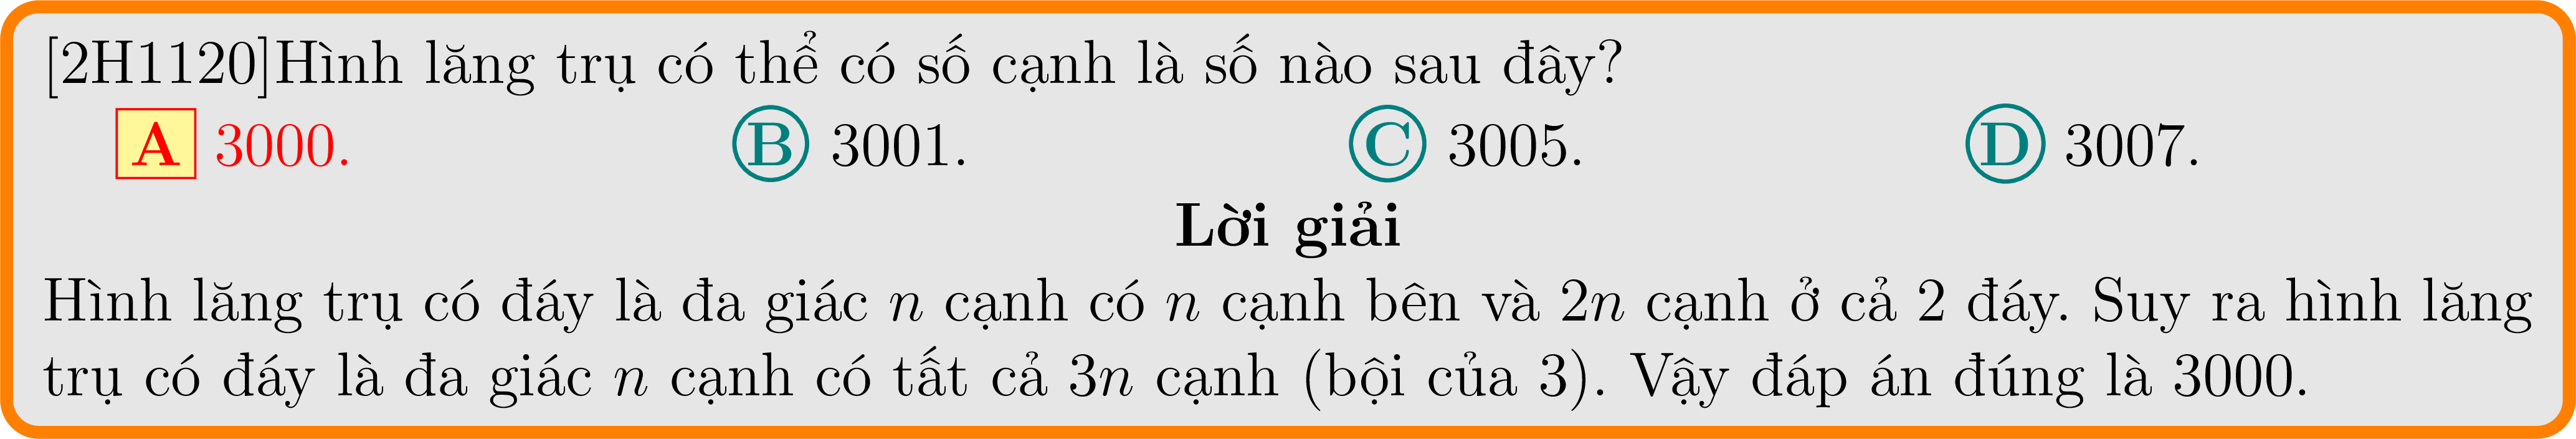 [2H1120]Hình lăng trụ có thể có số cạnh là số nào sau đây?
A 3000. B 3001. C 3005. D 3007.
Lời giải
Hình lăng trụ có đáy là đa giác n cạnh có n cạnh bên và 2n cạnh ở cả 2 đáy. Suy ra hình lăng
trụ có đáy là đa giác n cạnh có tất cả 3n cạnh (bội của 3). Vậy đáp án đúng là 3000.